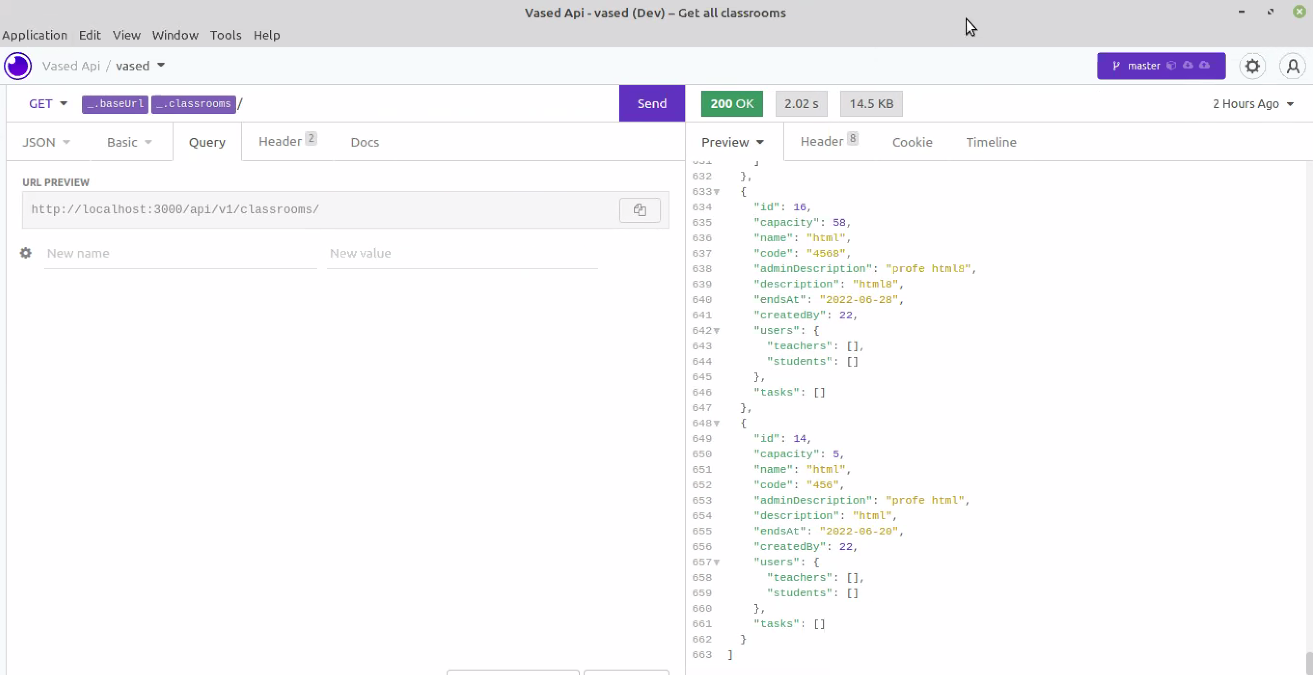 Vased Api - vased (Dev) – Get all classrooms
Application Edit View Window Tools Help
Vased Api / vased
master
GET _.baseUrl _.classrooms /
Send
200 OK 2.02 s 14.5 KB
2 Hours Ago
JSON Basic Query Header 2 Docs
Preview Header 8 Cookie Timeline
URL PREVIEW
http://localhost:3000/api/v1/classrooms/
New name New value
631 ]
632 },
633 {
634 "id": 16,
635 "capacity": 58,
636 "name": "html",
637 "code": "4568",
638 "adminDescription": "profe html8",
639 "description": "html8",
640 "endsAt": "2022-06-28",
641 "createdBy": 22,
642 "users": {
643 "teachers": [],
644 "students": []
645 },
646 "tasks": []
647 },
648 {
649 "id": 14,
650 "capacity": 5,
651 "name": "html",
652 "code": "456",
653 "adminDescription": "profe html",
654 "description": "html",
655 "endsAt": "2022-06-20",
656 "createdBy": 22,
657 "users": {
658 "teachers": [],
659 "students": []
660 },
661 "tasks": []
662 }
663 ]